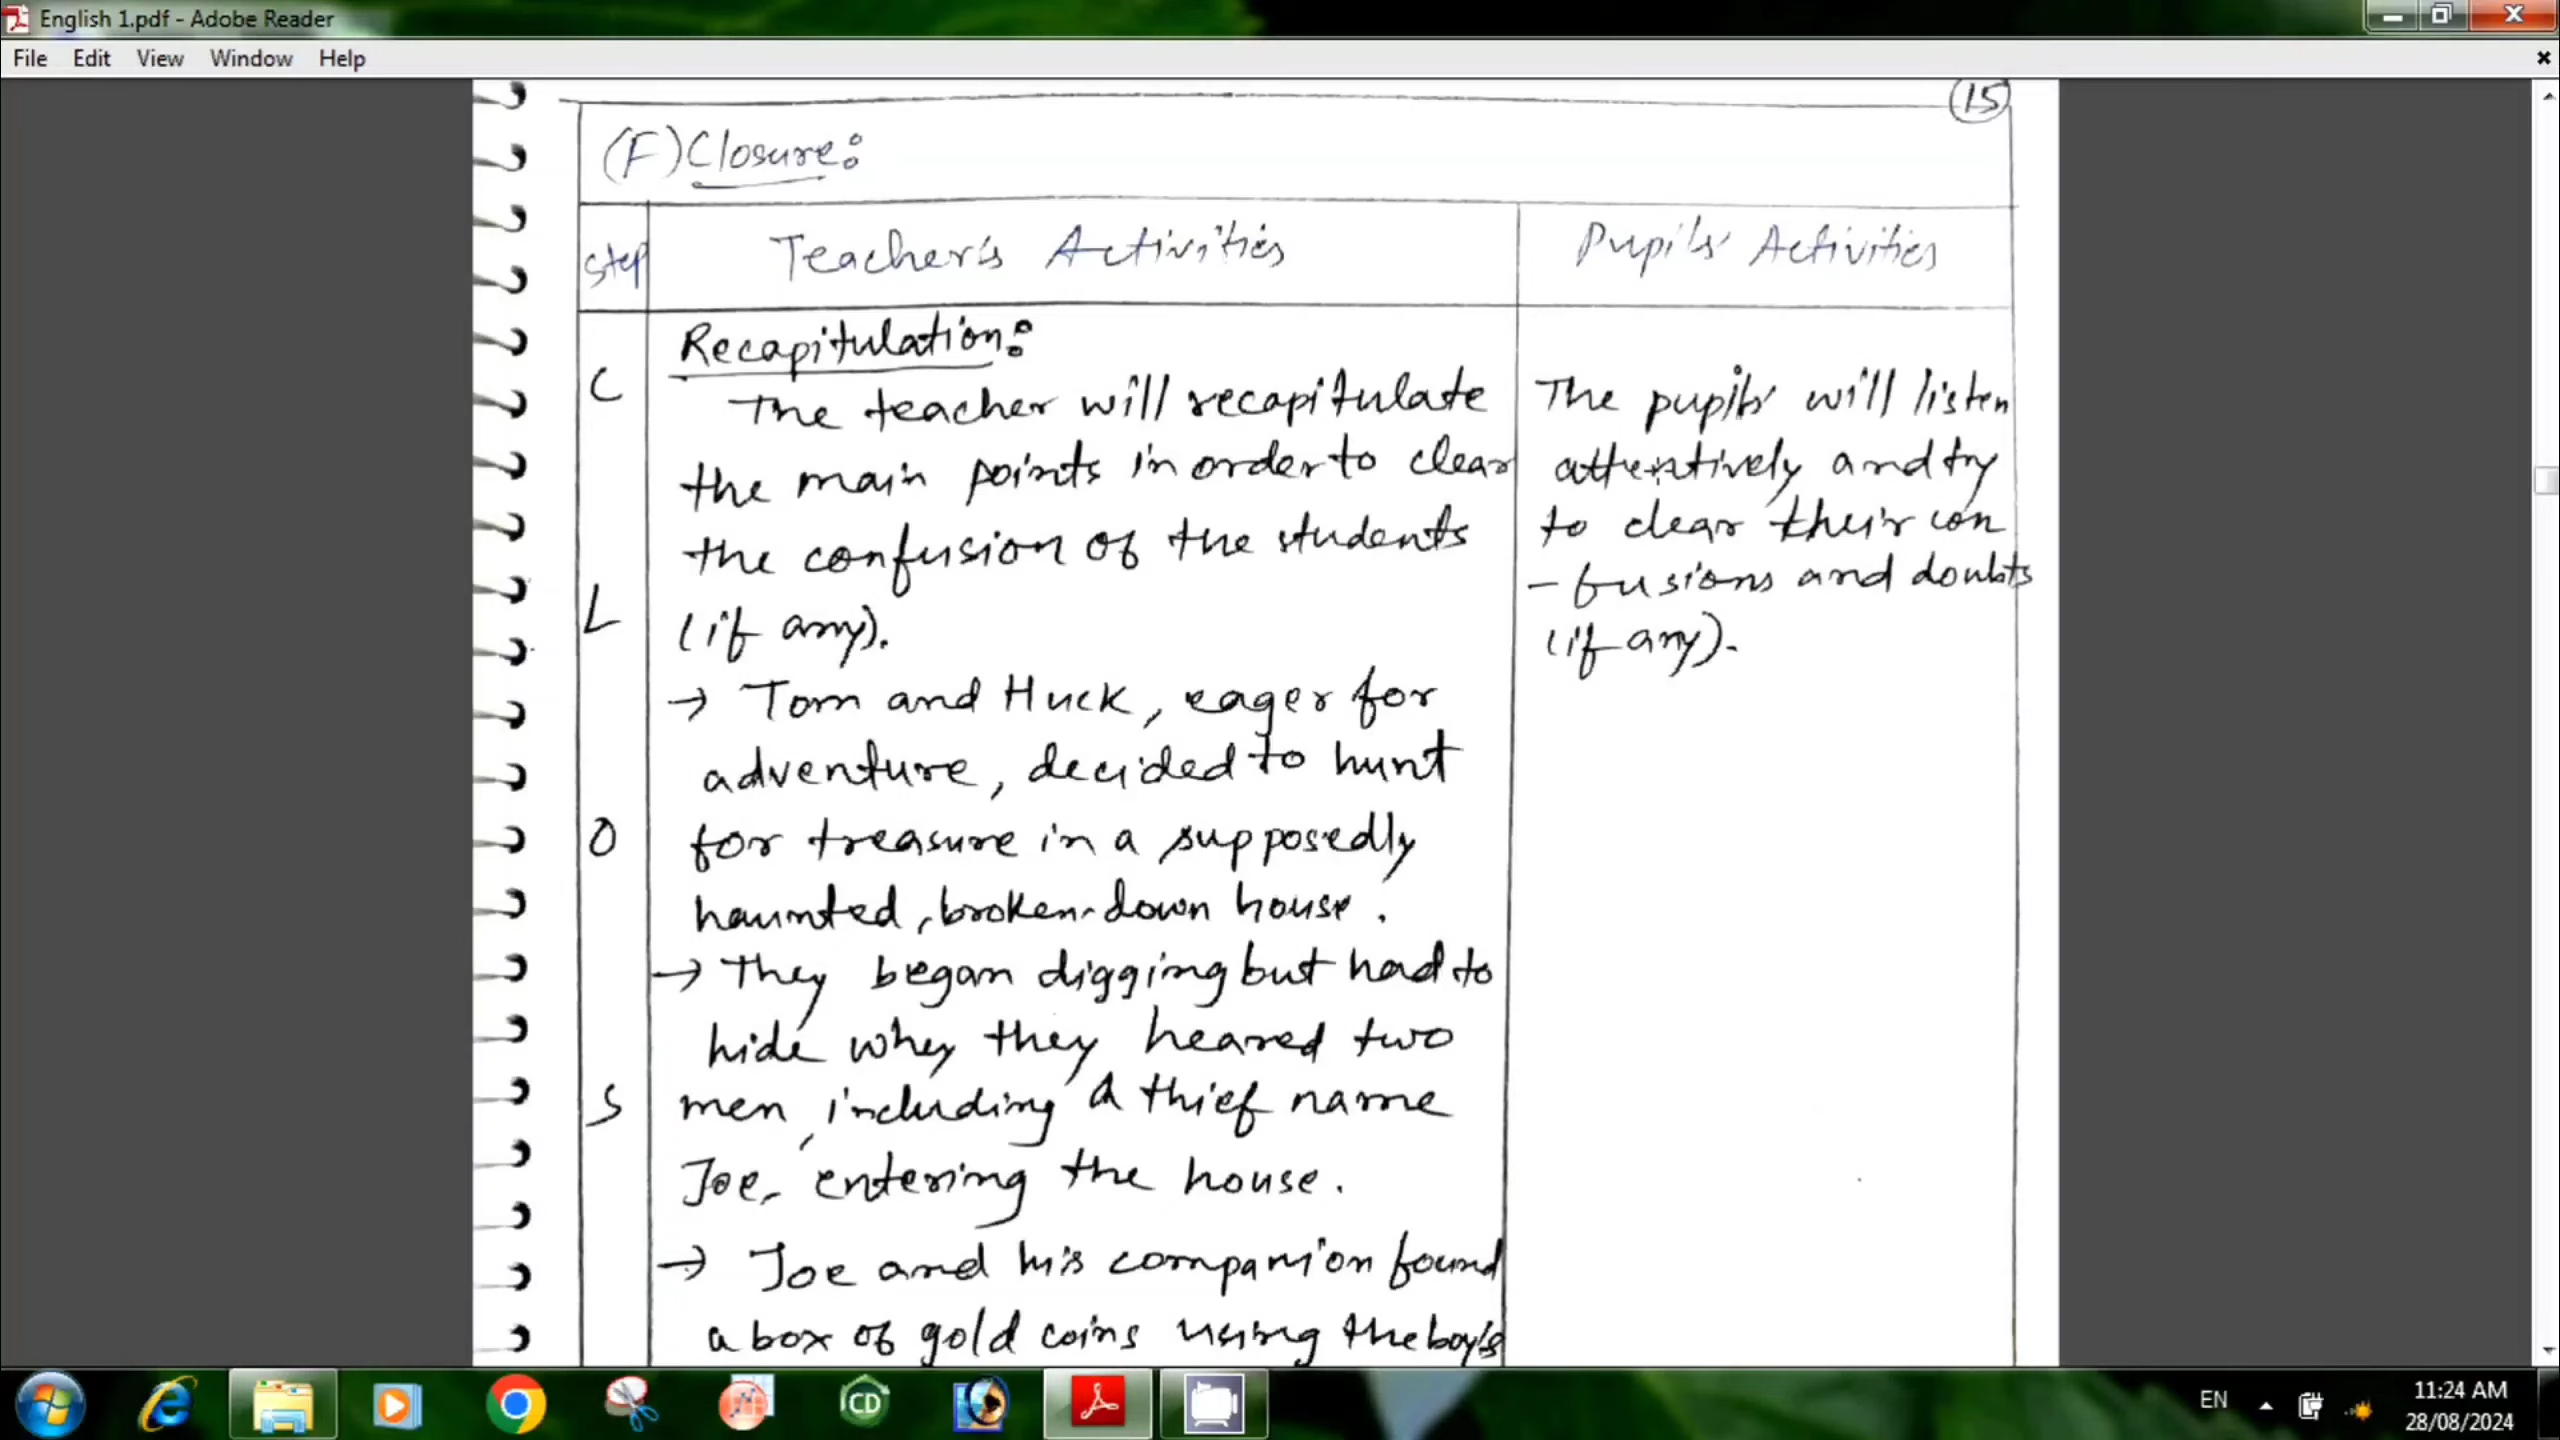 English 1.pdf - Adobe Reader
File Edit View Window Help
15
(F) Closure:
Step Teacher's Activities Pupils' Activities
C
L
O
S
Recapitulation:
The teacher will recapitulate
the main points in order to clear
the confusion of the students
(if any).
→ Tom and Huck, eager for
adventure, decided to hunt
for treasure in a supposedly
haunted, broken-down house.
→ They began digging but had to
hide when they heared two
men, including a thief name
Joe, entering the house.
→ Joe and his companion found
a box of gold coins using the boy's
The pupils' will listen
attentively and try
to clear their con
- fusions and doubts
(if any).
CD
EN
11:24 AM
28/08/2024